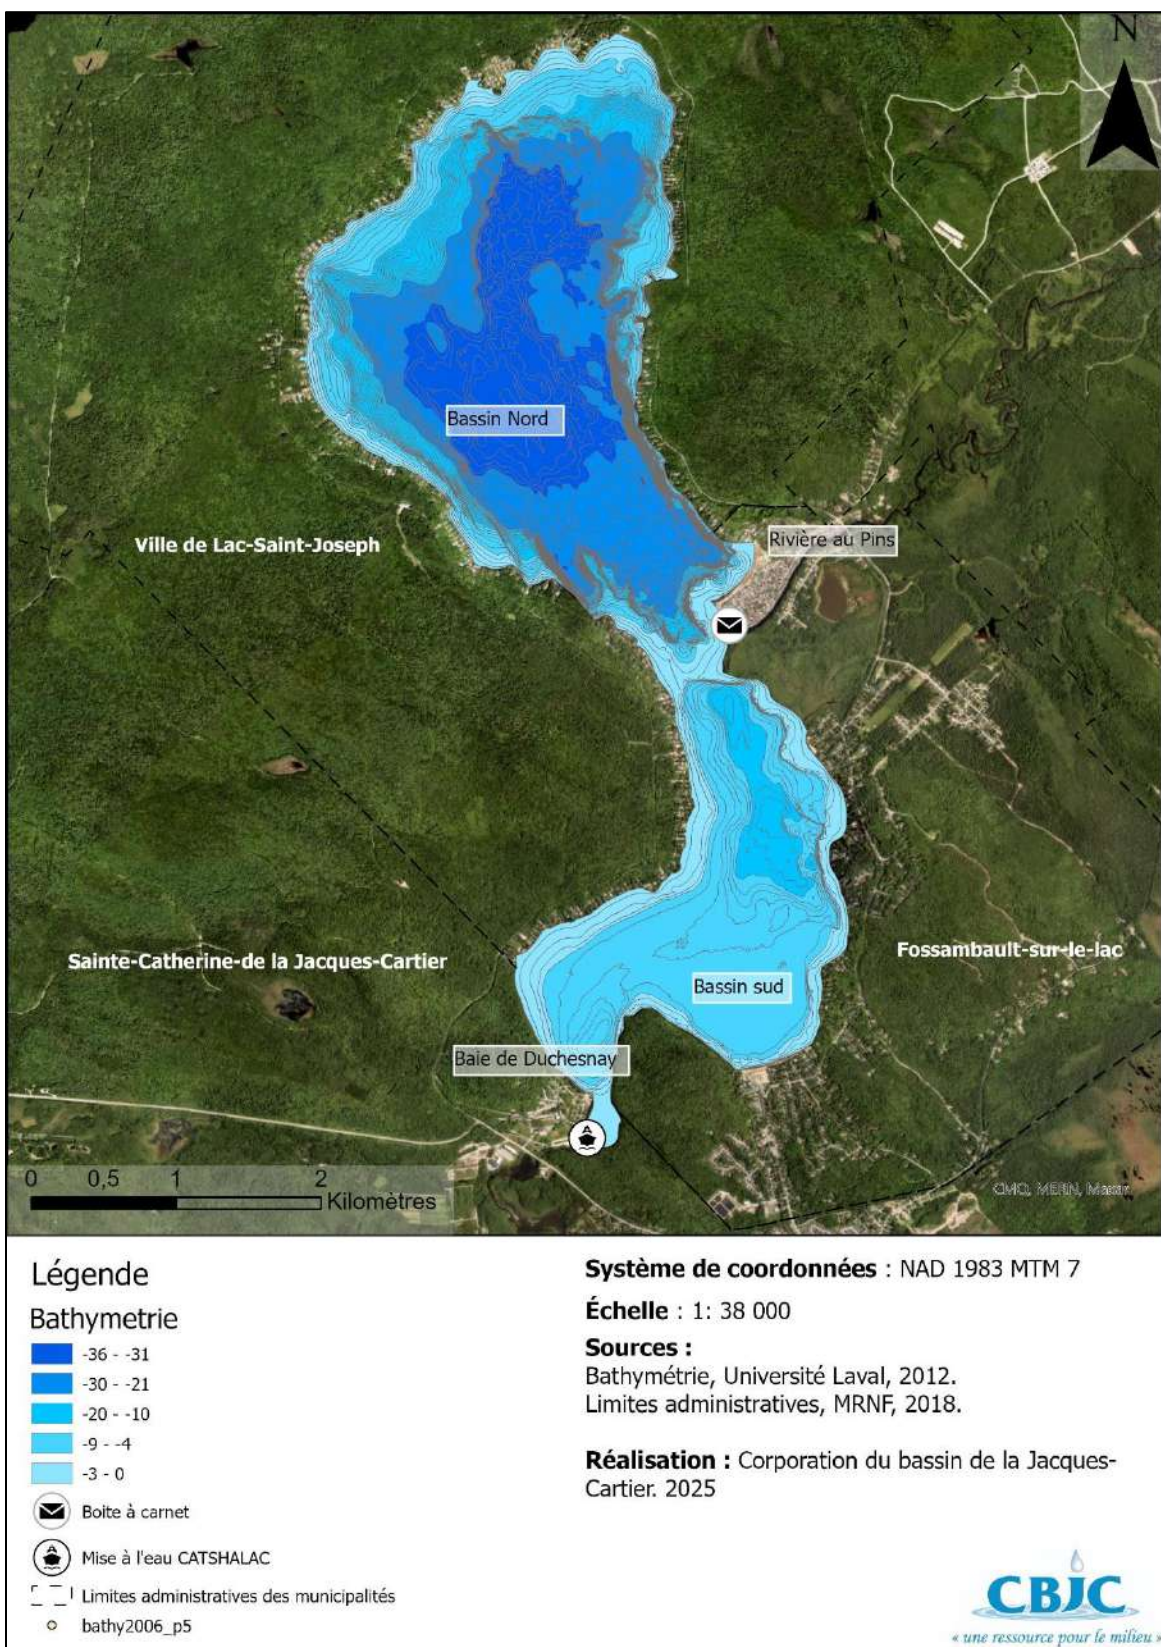 N
Bassin Nord
Rivière au Pins
Ville de Lac-Saint-Joseph
Sainte-Catherine-de la Jacques-Cartier
Fossambault-sur-le-lac
Bassin sud
Baie de Duchesnay
0 0,5 1 2
Kilomètres
CMQ, MERN, Maxar
Légende
Bathymetrie
-36 - -31
-30 - -21
-20 - -10
-9 - -4
-3 - 0
Boite à carnet
Mise à l'eau CATSHALAC
Limites administratives des municipalités
bathy2006_p5
Système de coordonnées : NAD 1983 MTM 7
Échelle : 1: 38 000
Sources :
Bathymétrie, Université Laval, 2012.
Limites administratives, MRNF, 2018.
Réalisation : Corporation du bassin de la Jacques-
Cartier. 2025
CBJC
« une ressource pour le milieu »